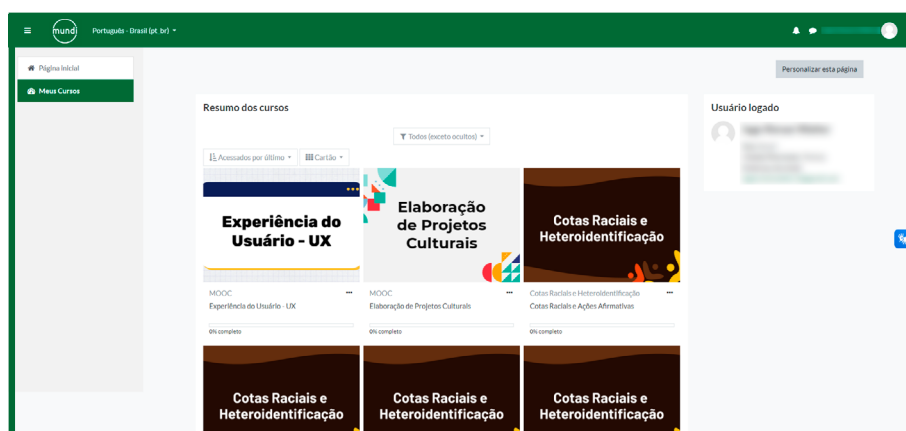 mundi
Português - Brasil (pt_br)
Página Inicial
Meus Cursos
Personalizar esta página
Resumo dos cursos
Todos (exceto ocultos)
Acessados por último
Cartão
Experiência do
Usuário - UX
MOOC
Experiência do Usuário - UX
0% completo
Elaboração
de Projetos
Culturais
MOOC
Elaboração de Projetos Culturais
0% completo
Cotas Raciais e
Heteroidentificação
Cotas Raciais e Heteroidentificação
Cotas Raciais e Ações Afirmativas
0% completo
Cotas Raciais e
Heteroidentificação
Cotas Raciais e
Heteroidentificação
Cotas Raciais e
Heteroidentificação
Usuário logado